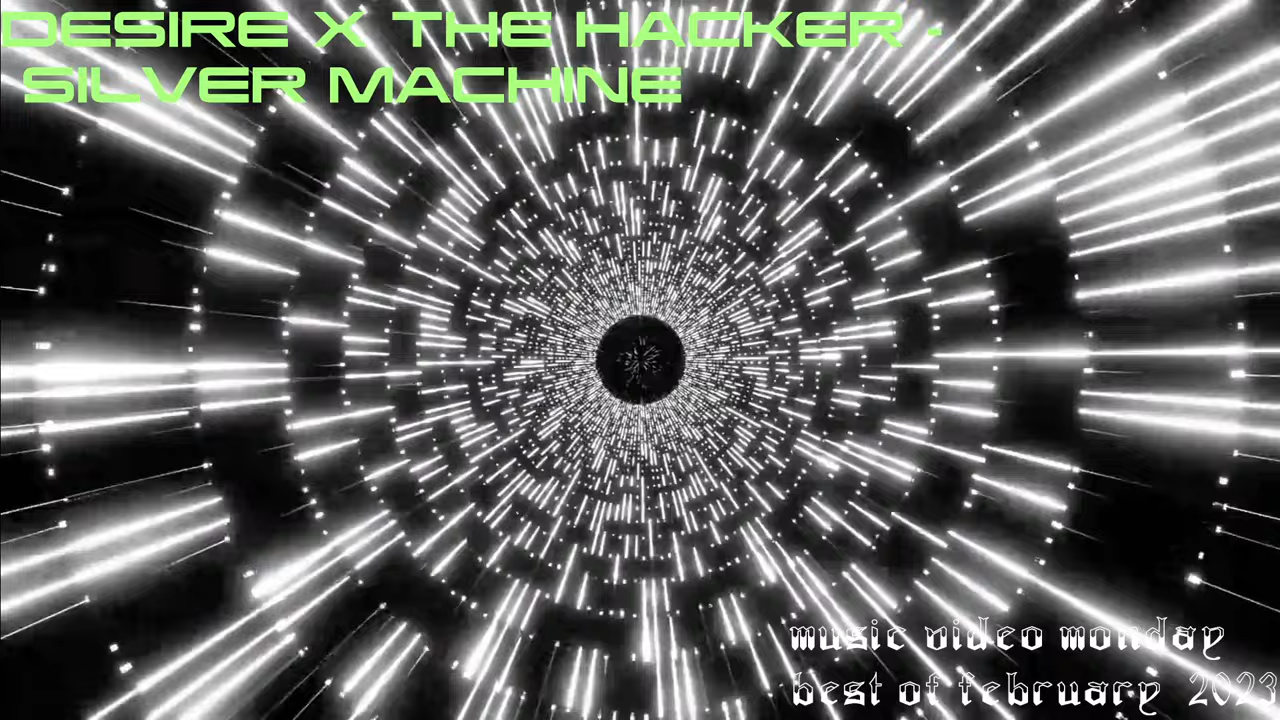 DESIRE X THE HACKER -
SILVER MACHINE
music video monday
best of february 2023